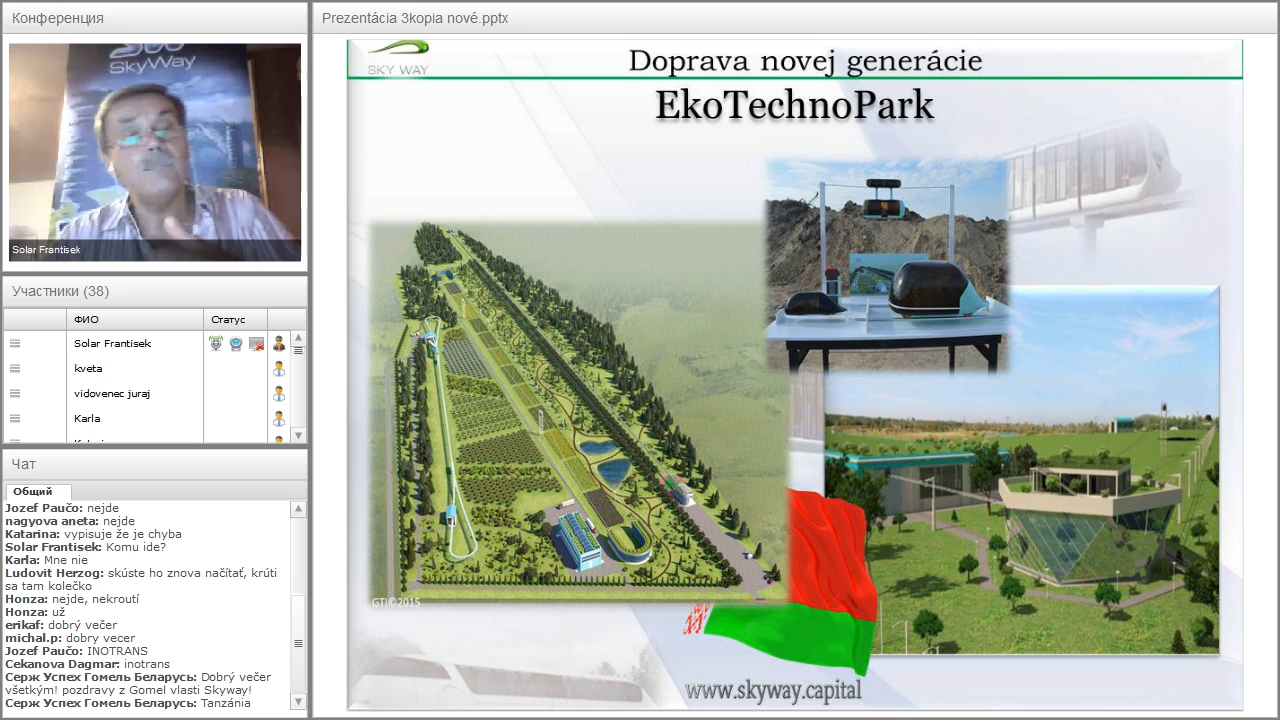 Конференция
SkyWay
Solar Frantisek
Участники (38)
ФИО
Статус
Solar Frantisek
kveta
vidovenec juraj
Karla
Чат
Общий
Jozef Paučo: nejde
nagyova aneta: nejde
Katarina: vypisuje že je chyba
Solar Frantisek: Komu ide?
Karla: Mne nie
Ludovit Herzog: skúste ho znova načítať, krúti
sa tam kolečko
Honza: nejde, nekroutí
Honza: už
erikaf: dobrý večer
michal.p: dobry vecer
Jozef Paučo: INOTRANS
Cekanova Dagmar: inotrans
Серж Успех Гомель Беларусь: Dobrý večer
všetkým! pozdravy z Gomel vlasti Skyway!
Серж Успех Гомель Беларусь: Tanzánia
Prezentácia 3kopia nové.pptx
SKY WAY
Doprava novej generácie
EkoTechnoPark
GTI©2015
www.skyway.capital